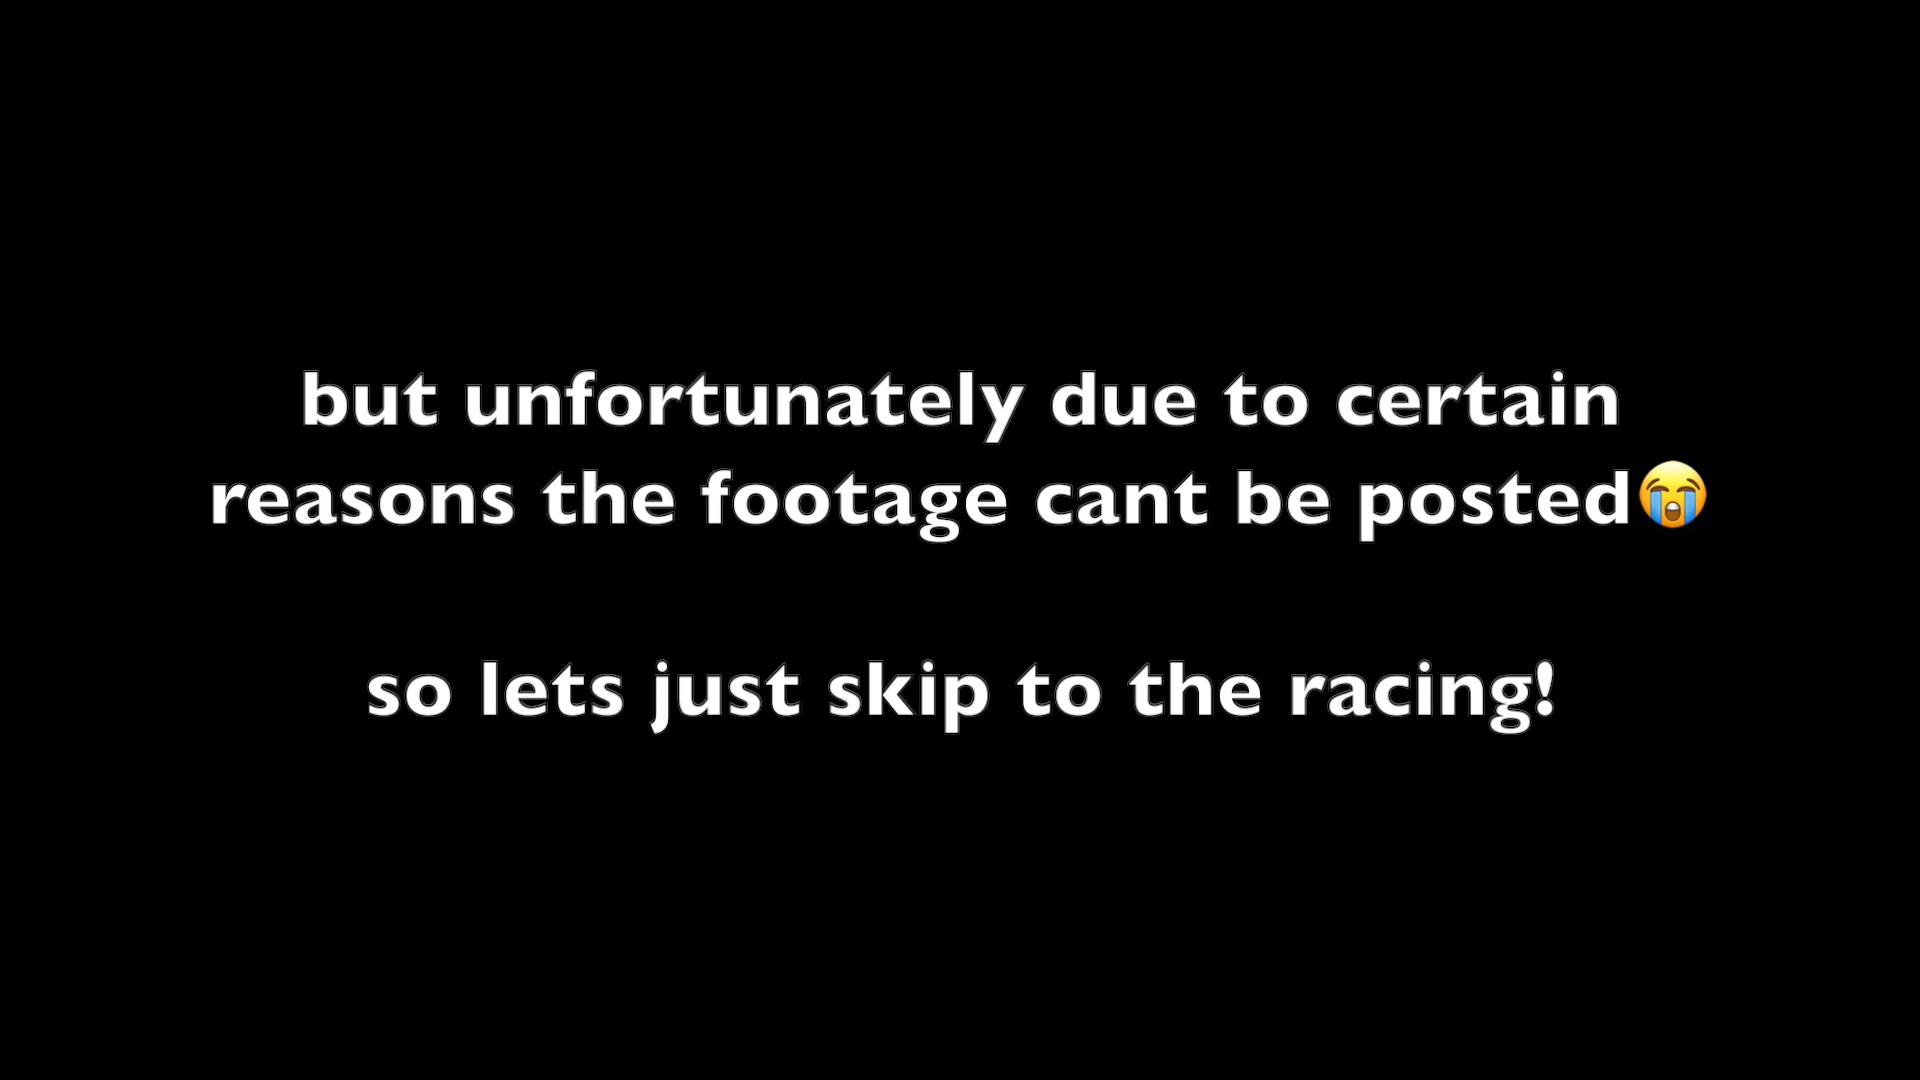 but unfortunately due to certain
reasons the footage cant be posted😭
so lets just skip to the racing!